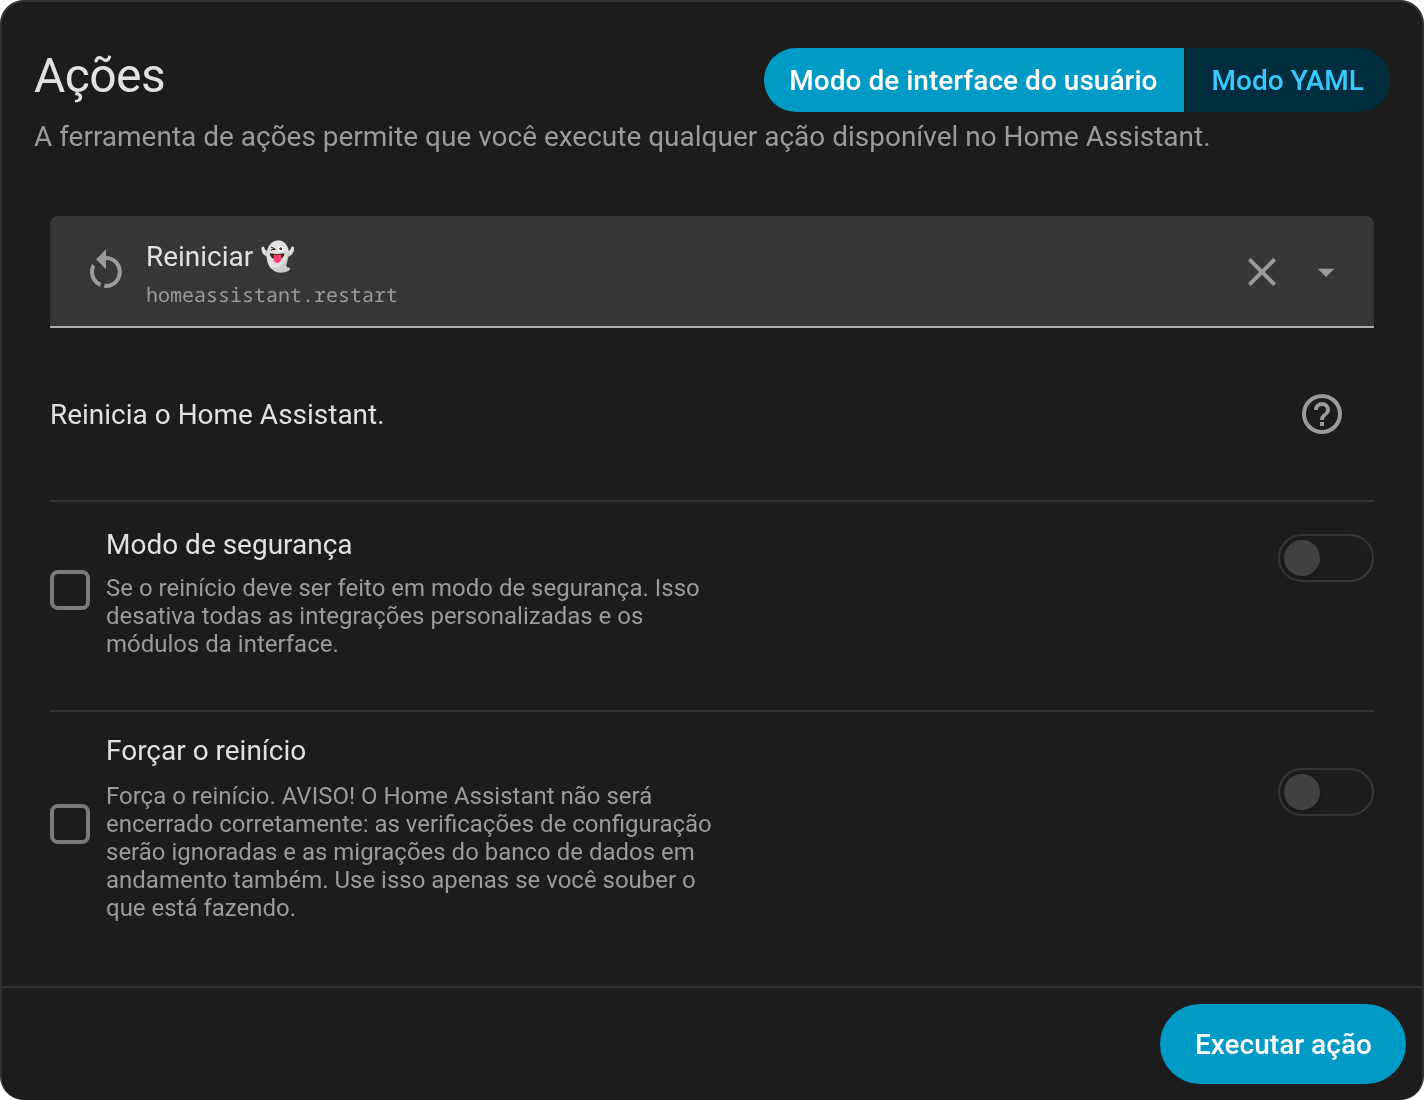 Ações
Modo de interface do usuário
Modo YAML
A ferramenta de ações permite que você execute qualquer ação disponível no Home Assistant.
Reiniciar 👻
homeassistant.restart
Reinicia o Home Assistant.
Modo de segurança
Se o reinício deve ser feito em modo de segurança. Isso
desativa todas as integrações personalizadas e os
módulos da interface.
Forçar o reinício
Força o reinício. AVISO! O Home Assistant não será
encerrado corretamente: as verificações de configuração
serão ignoradas e as migrações do banco de dados em
andamento também. Use isso apenas se você souber o
que está fazendo.
Executar ação